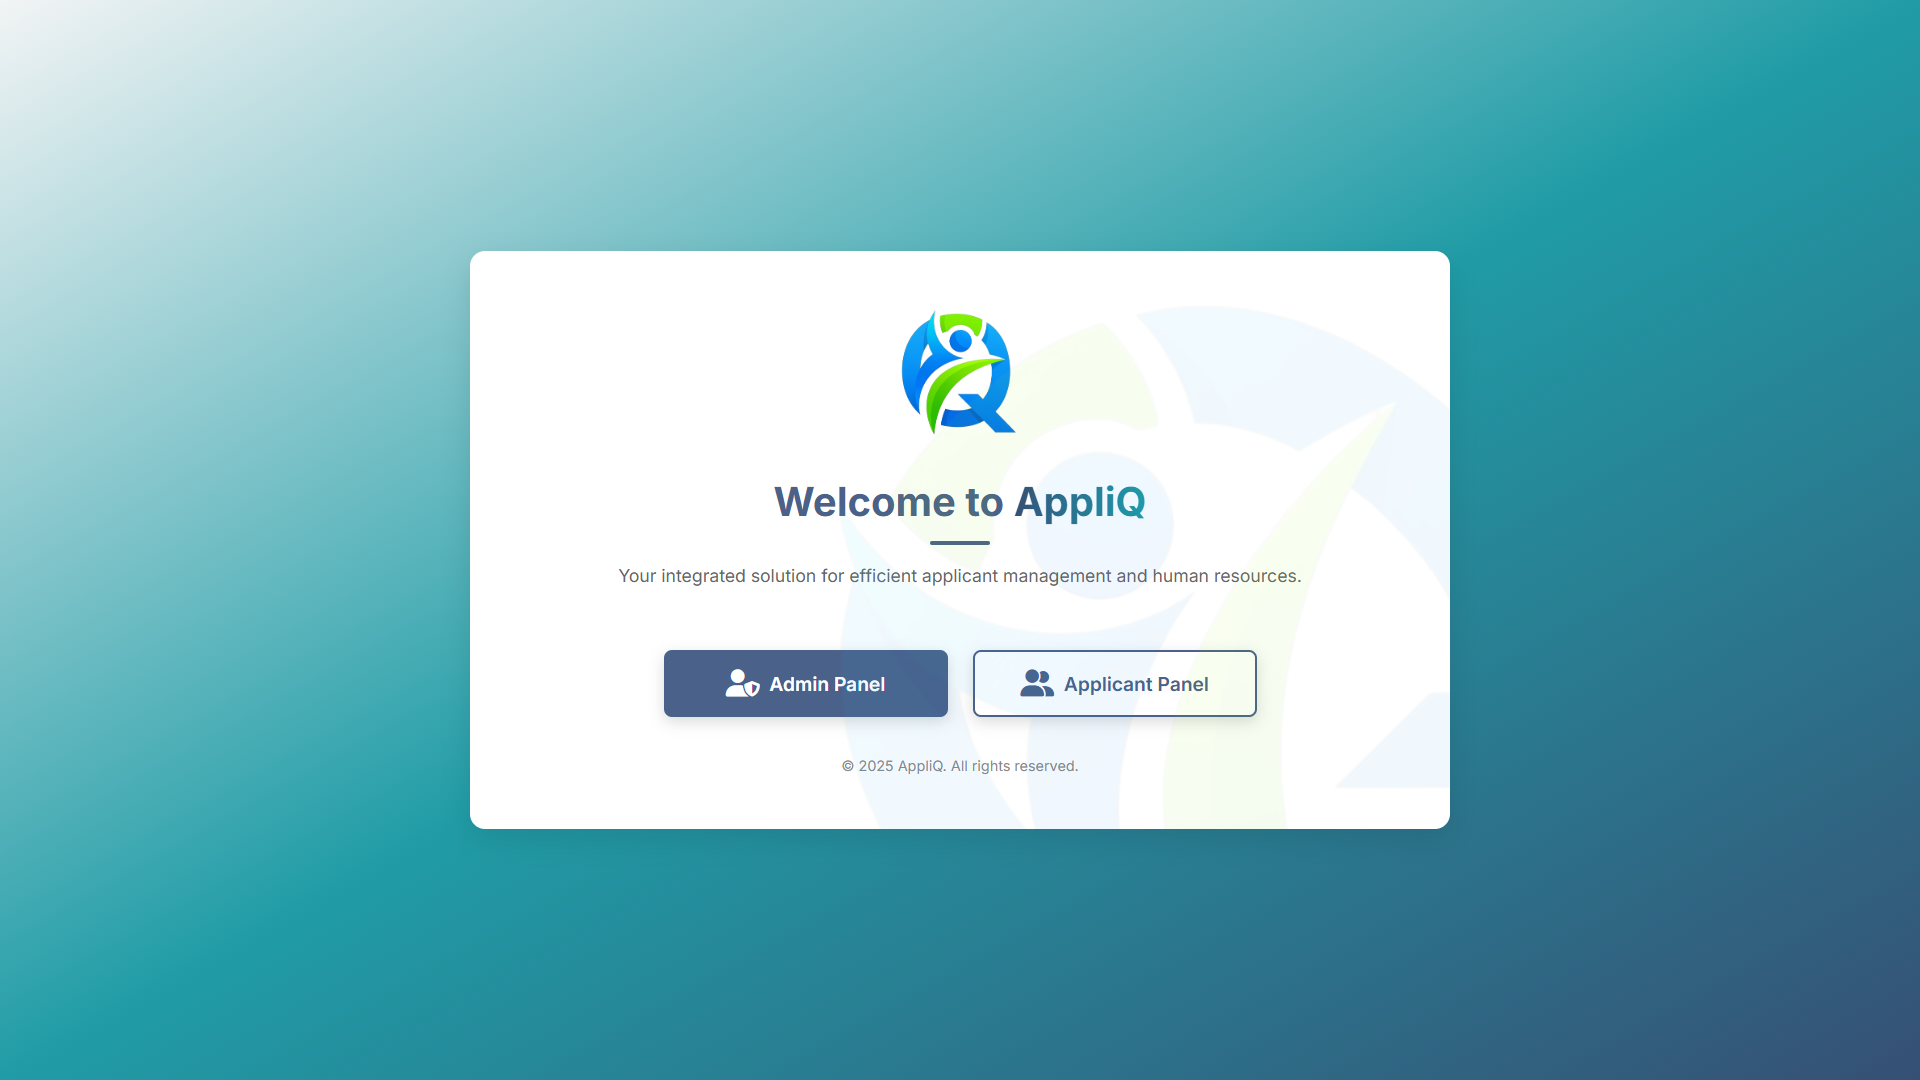 Welcome to AppliQ
Your integrated solution for efficient applicant management and human resources.
Admin Panel
Applicant Panel
© 2025 AppliQ. All rights reserved.